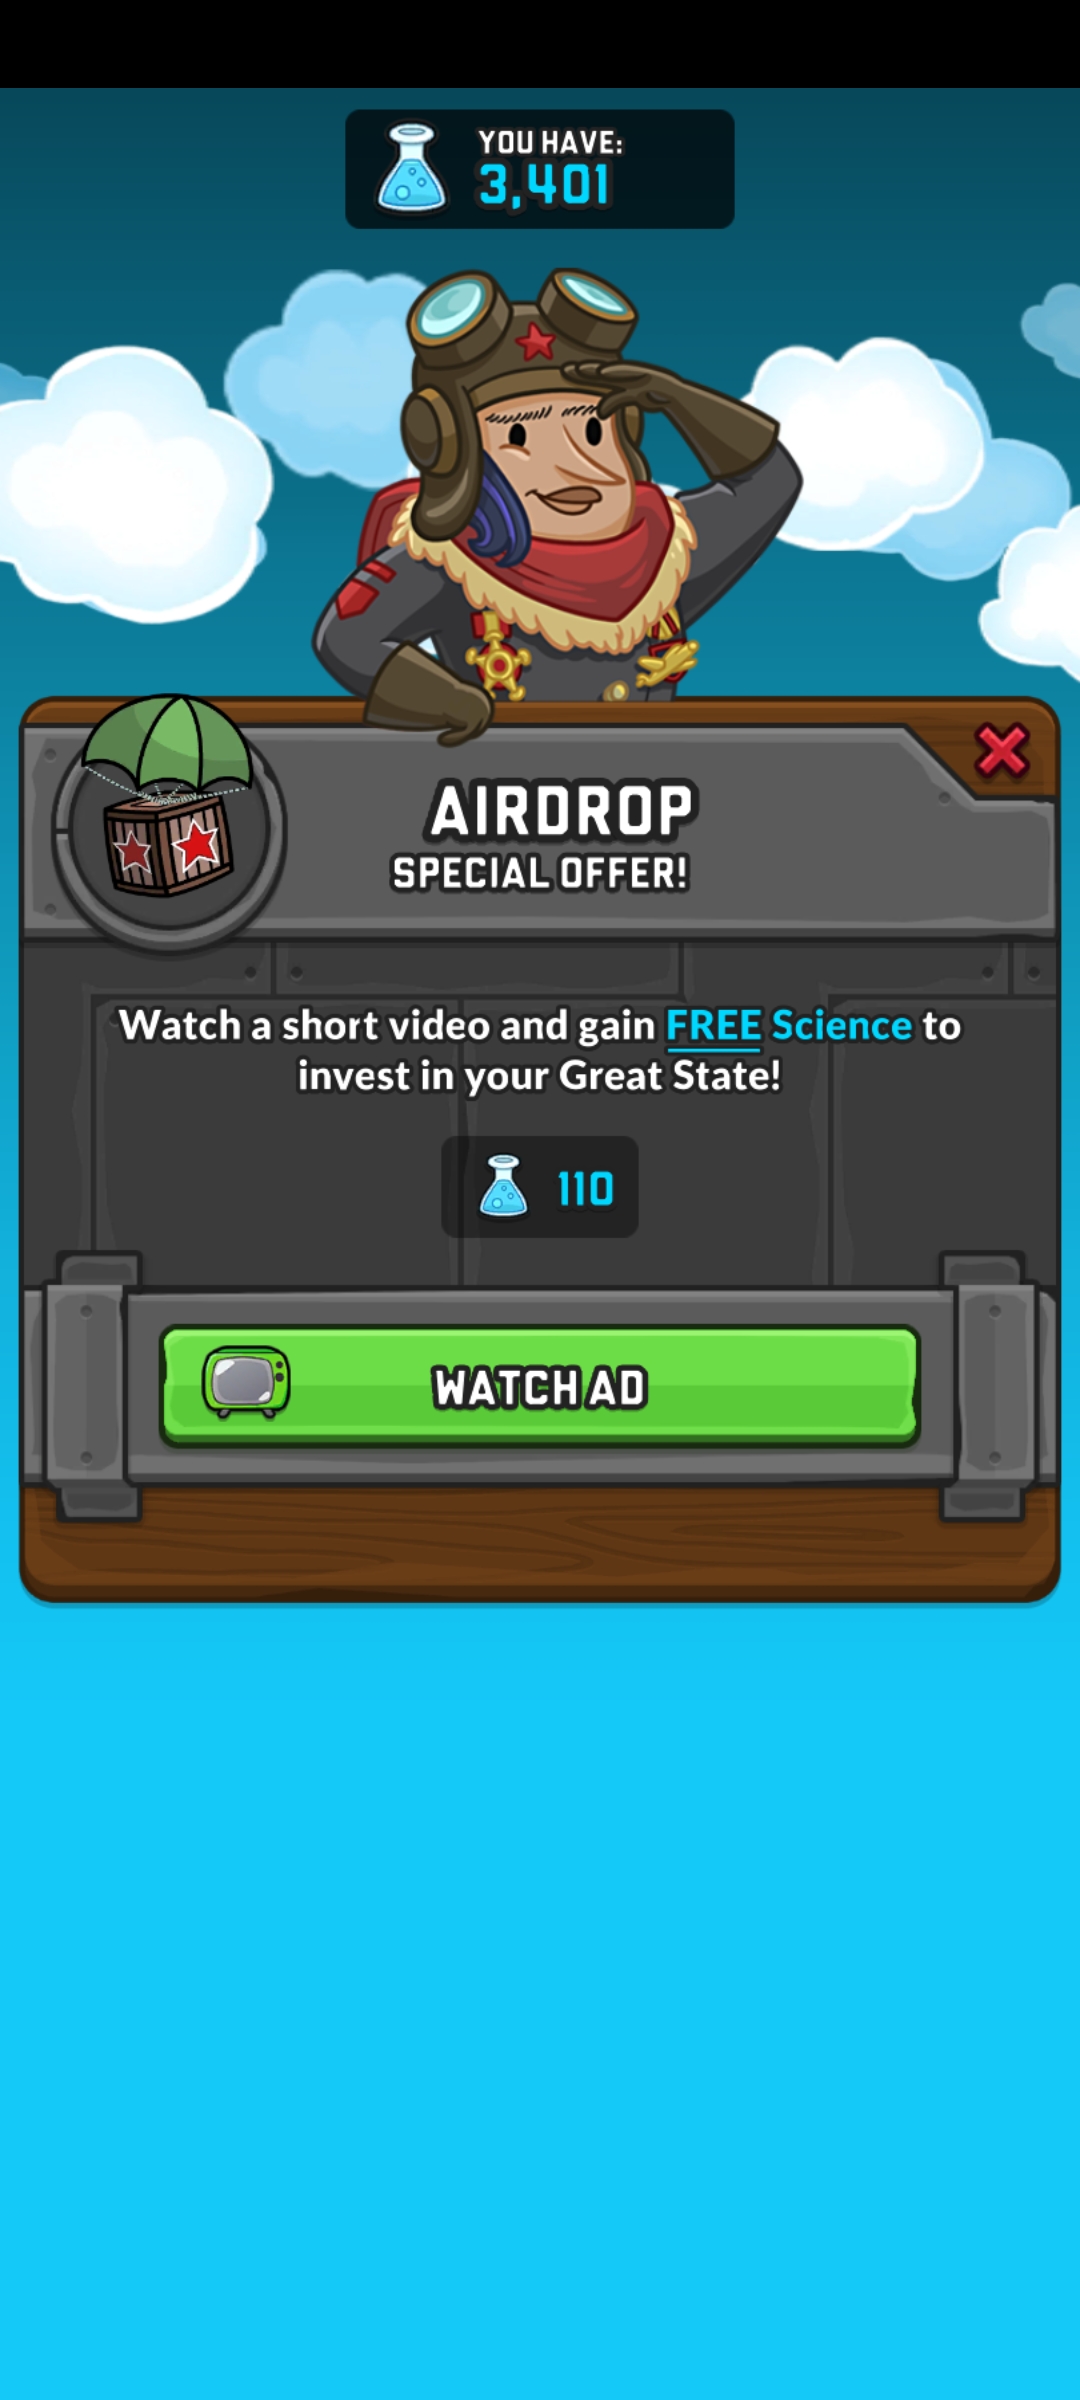 YOU HAVE:
3,401
AIRDROP
SPECIAL OFFER!
Watch a short video and gain FREE Science to
invest in your Great State!
110
WATCH AD